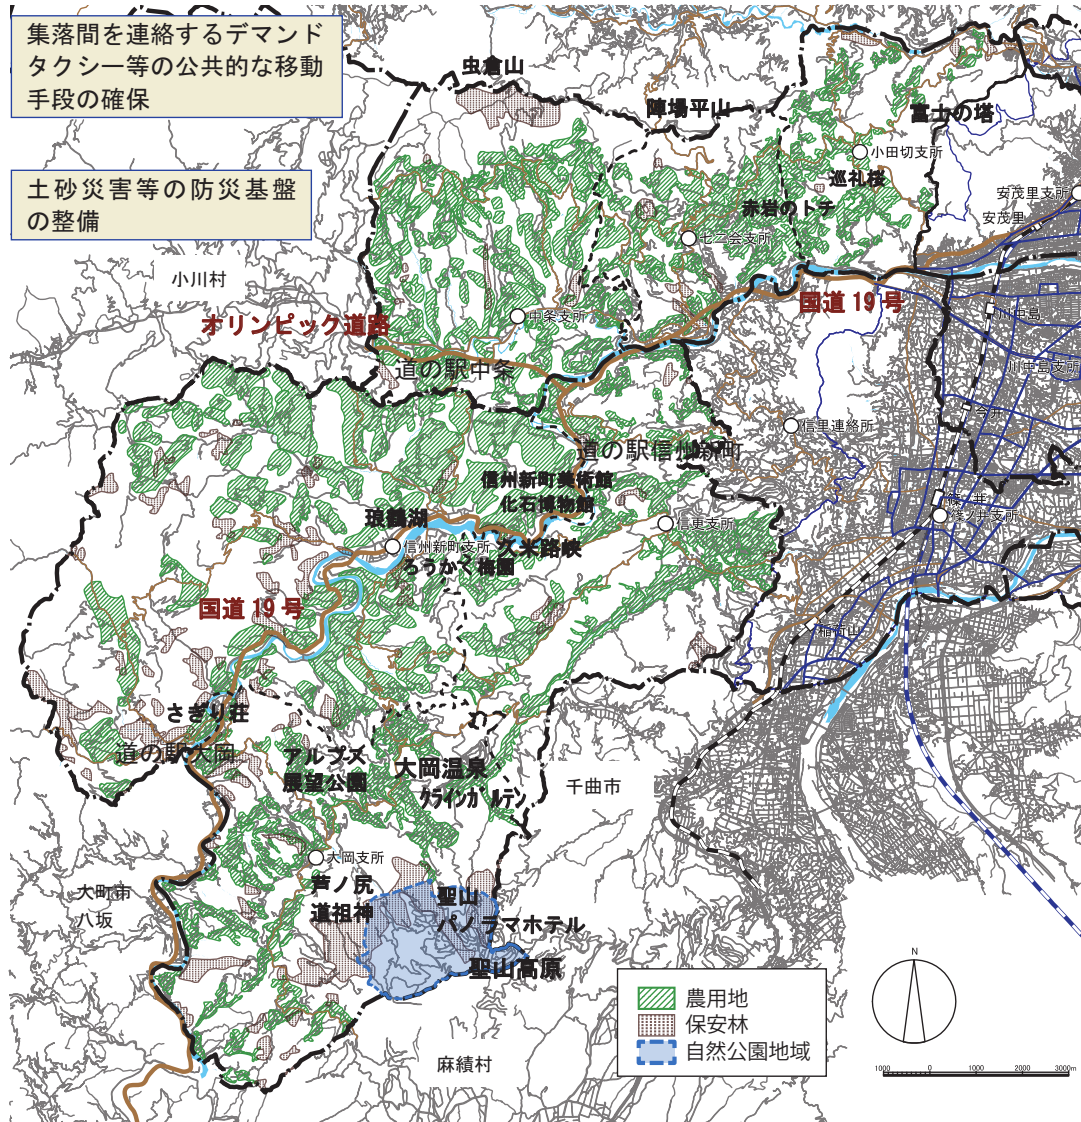 集落間を連絡するデマンド
タクシー等の公共的な移動
手段の確保
土砂災害等の防災基盤
の整備
虫倉山
陣場平山
富士の塔
小田切支所
巡礼桜
安茂里支所
安茂里
赤岩のトチ
七二会支所
小川村
オリンピック道路
中条支所
国道19号
川中島
道の駅中条
川中島支所
今井
信里連絡所
道の駅信州新町
信州新町美術館
化石博物館
篠ノ井
篠ノ井支所
琅鶴湖
信更支所
信州新町支所
久米路峡
ろうかく梅園
国道19号
稲荷山
さぎり荘
道の駅大岡
アルプス
展望公園
大岡温泉
クラインガルテン
千曲市
大岡支所
大町市
八坂
芦ノ尻
道祖神
聖山
パノラマホテル
聖山高原
麻績村
農用地
保安林
自然公園地域
N
1000 0 1000 2000 3000m